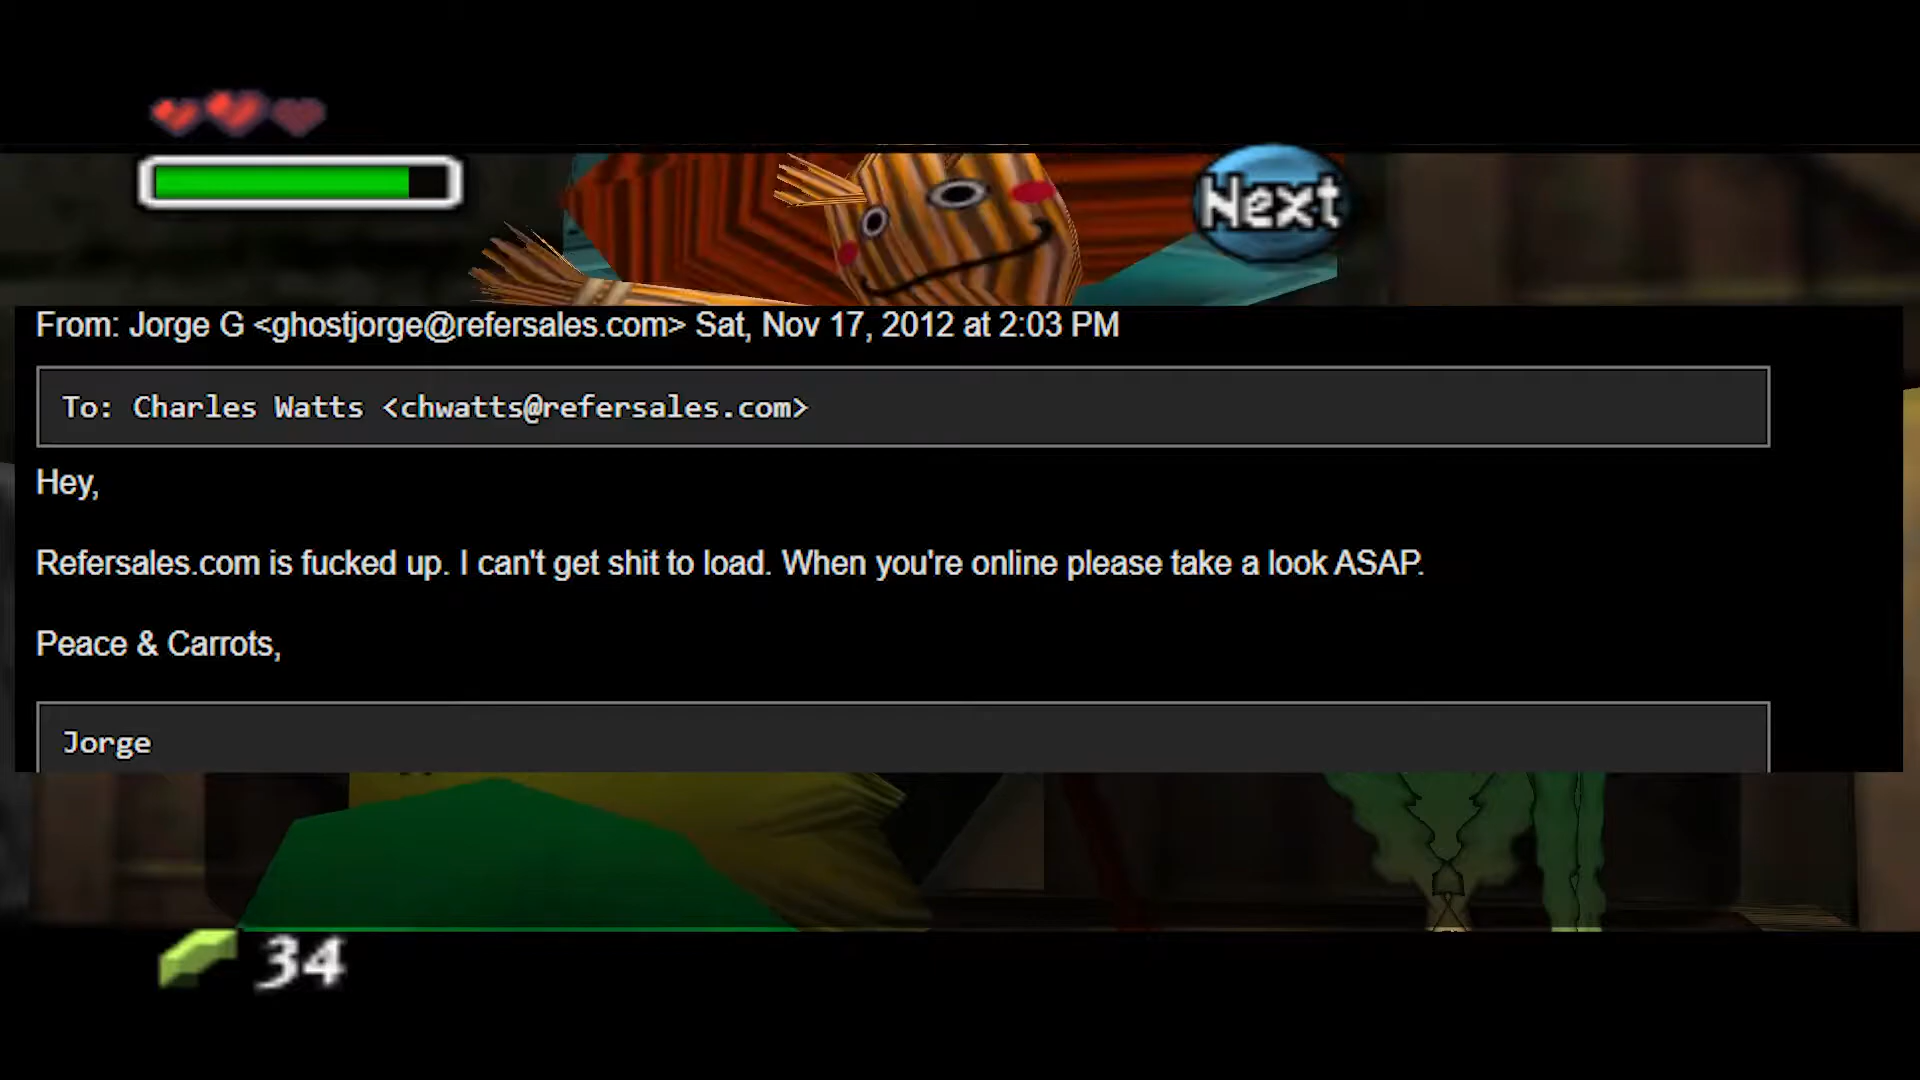 Next
From: Jorge G <ghostjorge@refersales.com> Sat, Nov 17, 2012 at 2:03 PM
To: Charles Watts <chwatts@refersales.com>
Hey,
Refersales.com is fucked up. I can't get shit to load. When you're online please take a look ASAP.
Peace & Carrots,
Jorge
34